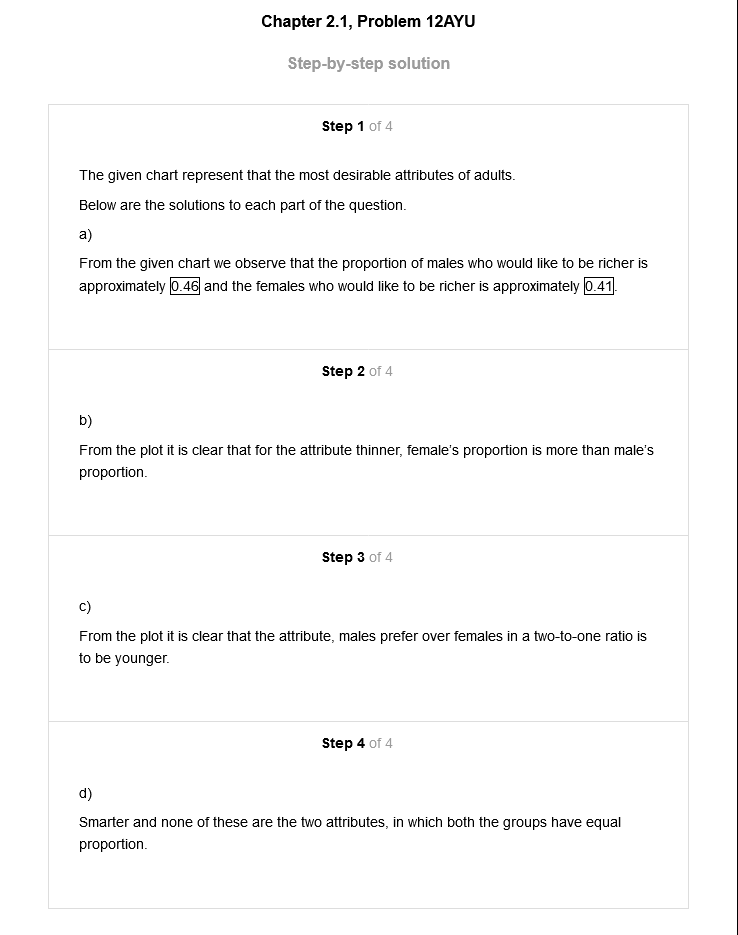 Chapter 2.1, Problem 12AYU
Step-by-step solution
Step 1 of 4
The given chart represent that the most desirable attributes of adults.
Below are the solutions to each part of the question.
a)
From the given chart we observe that the proportion of males who would like to be richer is
approximately 0.46 and the females who would like to be richer is approximately 0.41.
Step 2 of 4
b)
From the plot it is clear that for the attribute thinner, female’s proportion is more than male’s
proportion.
Step 3 of 4
c)
From the plot it is clear that the attribute, males prefer over females in a two-to-one ratio is
to be younger.
Step 4 of 4
d)
Smarter and none of these are the two attributes, in which both the groups have equal
proportion.